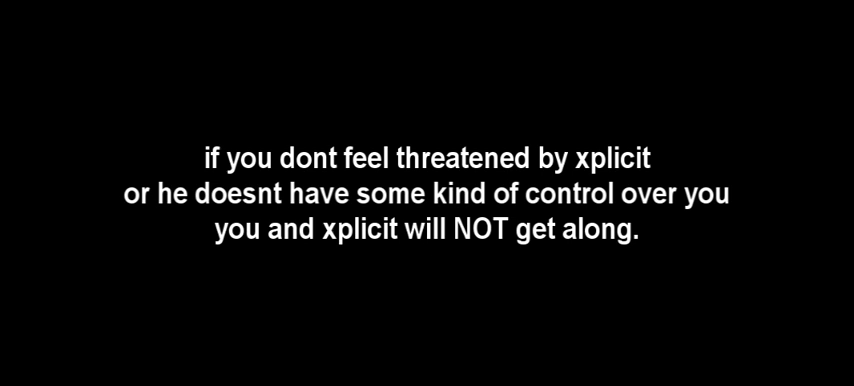 if you dont feel threatened by xplicit
or he doesnt have some kind of control over you
you and xplicit will NOT get along.